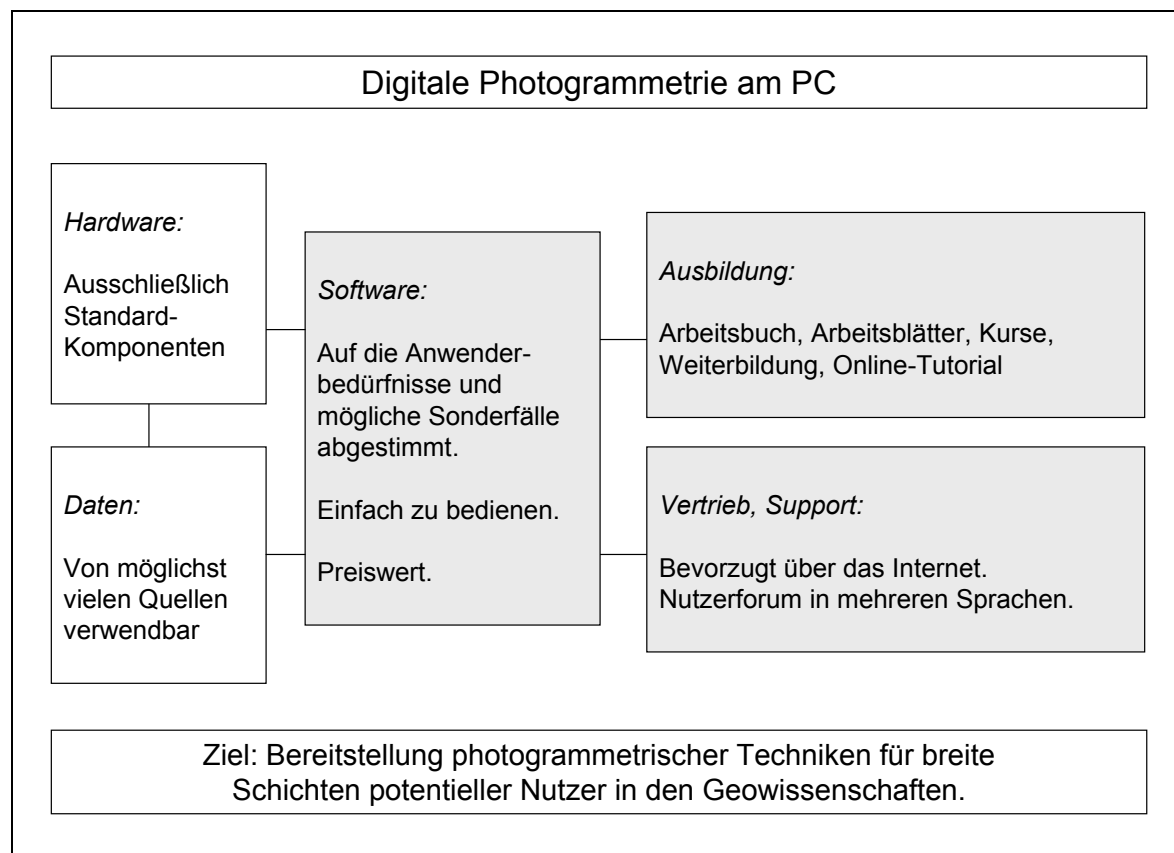 Digitale Photogrammetrie am PC
Hardware:
Ausschließlich
Standard-
Komponenten
Daten:
Von möglichst
vielen Quellen
verwendbar
Software:
Auf die Anwender-
bedürfnisse und
mögliche Sonderfälle
abgestimmt.
Einfach zu bedienen.
Preiswert.
Ausbildung:
Arbeitsbuch, Arbeitsblätter, Kurse,
Weiterbildung, Online-Tutorial
Vertrieb, Support:
Bevorzugt über das Internet.
Nutzerforum in mehreren Sprachen.
Ziel: Bereitstellung photogrammetrischer Techniken für breite
Schichten potentieller Nutzer in den Geowissenschaften.